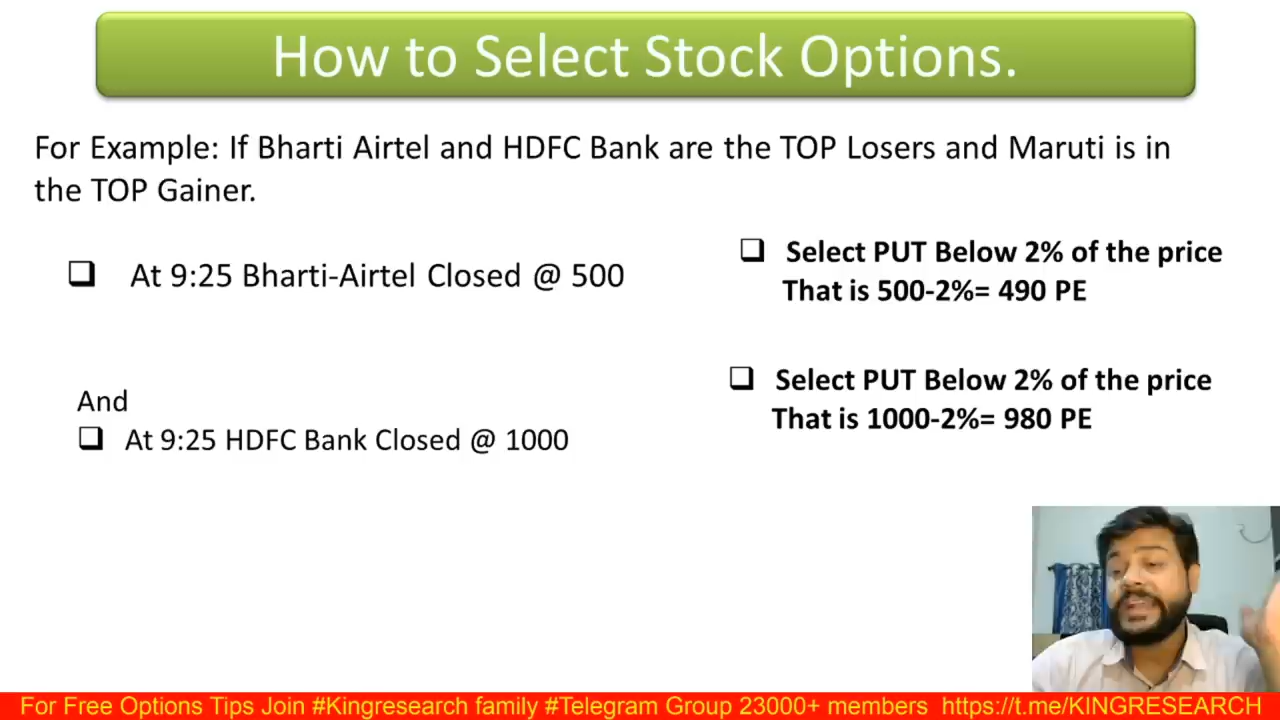 How to Select Stock Options.
For Example: If Bharti Airtel and HDFC Bank are the TOP Losers and Maruti is in
the TOP Gainer.
At 9:25 Bharti-Airtel Closed @ 500
Select PUT Below 2% of the price
That is 500-2%= 490 PE
And
At 9:25 HDFC Bank Closed @ 1000
Select PUT Below 2% of the price
That is 1000-2%= 980 PE
For Free Options Tips Join #Kingresearch family #Telegram Group 23000+ members https://t.me/KINGRESEARCH